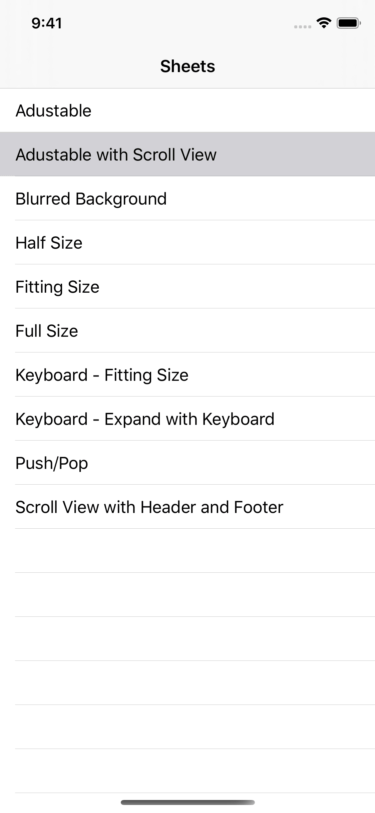 9:41
Sheets
Adustable
Adustable with Scroll View
Blurred Background
Half Size
Fitting Size
Full Size
Keyboard - Fitting Size
Keyboard - Expand with Keyboard
Push/Pop
Scroll View with Header and Footer